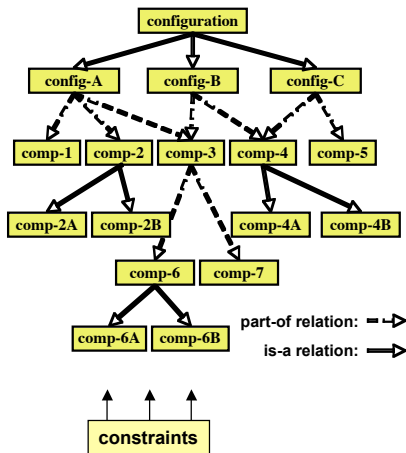 configuration
config-A config-B config-C
comp-1 comp-2 comp-3 comp-4 comp-5
comp-2A comp-2B comp-4A comp-4B
comp-6 comp-7
part-of relation:
comp-6A comp-6B
is-a relation:
constraints